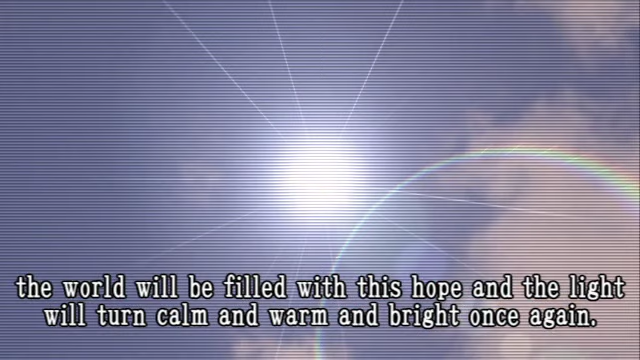 the world will be filled with this hope and the light
will turn calm and warm and bright once again.